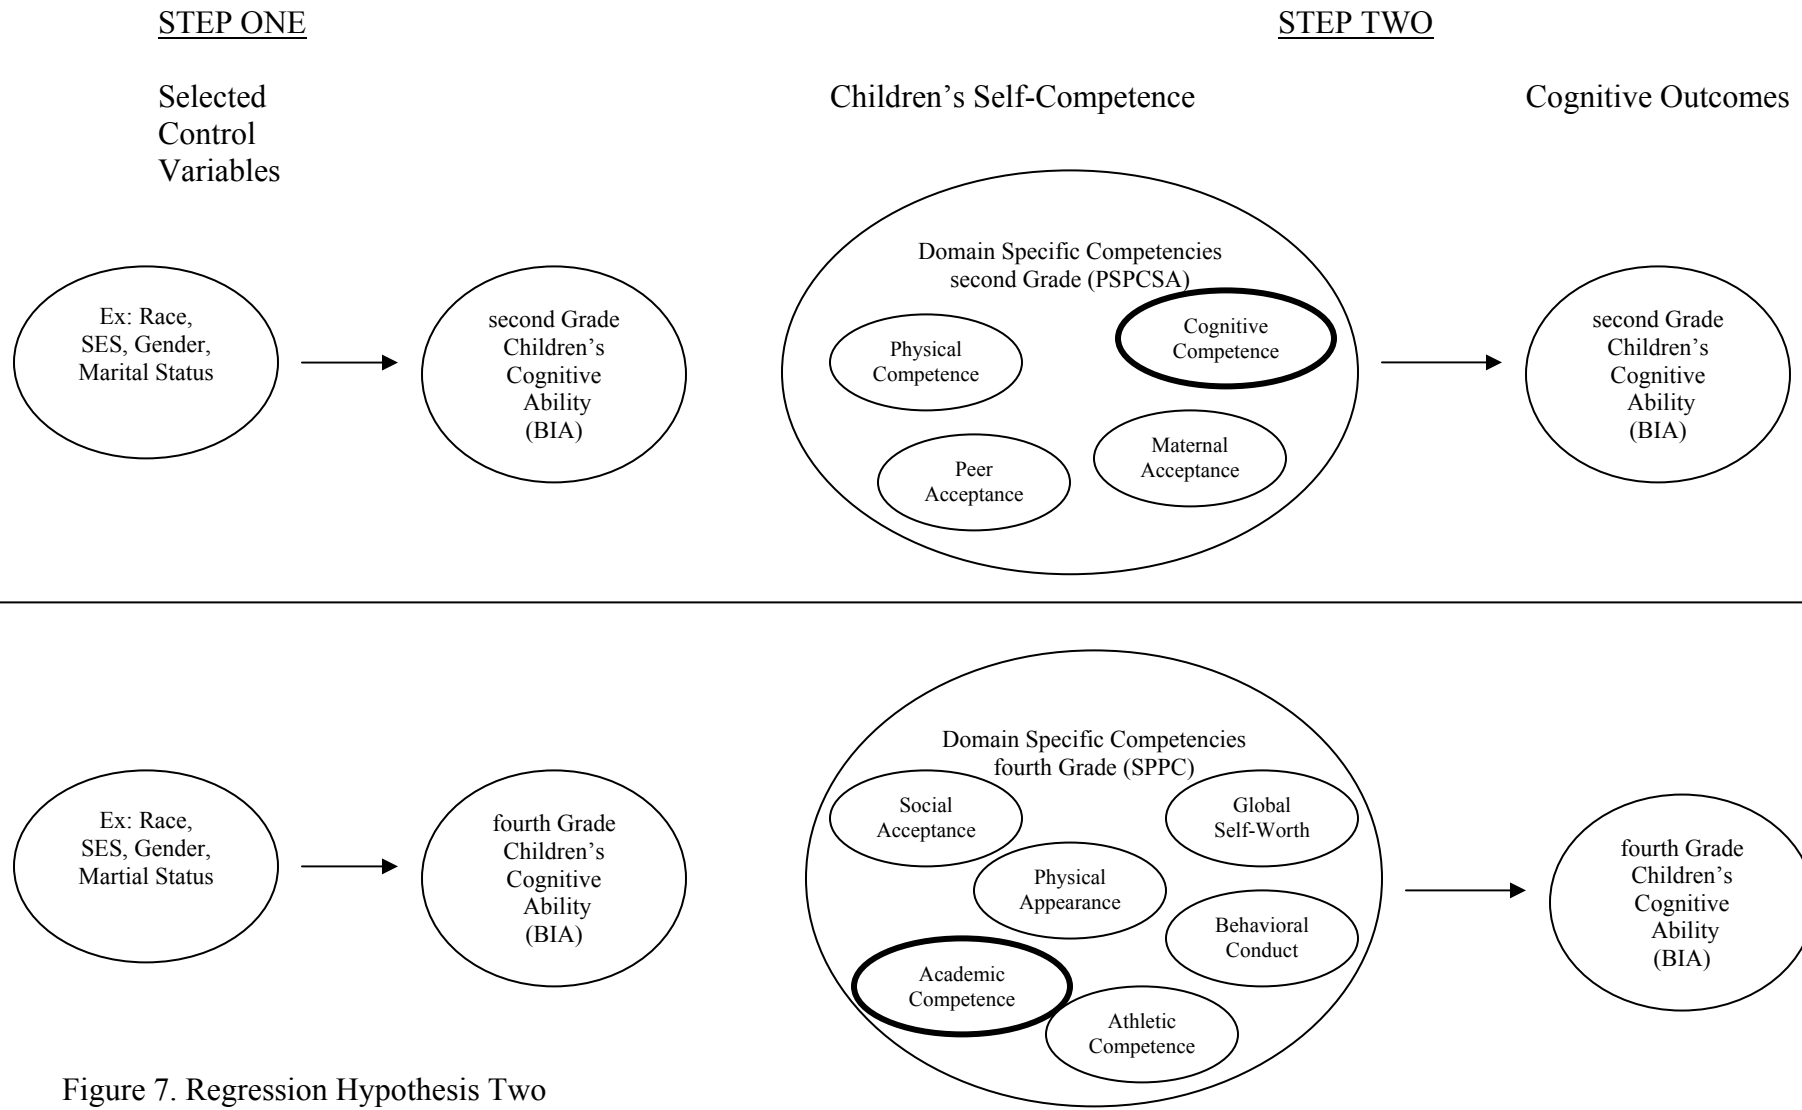 STEP ONE
STEP TWO
Selected
Control
Variables
Children’s Self-Competence
Cognitive Outcomes
Ex: Race,
SES, Gender,
Marital Status
second Grade
Children’s
Cognitive
Ability
(BIA)
Domain Specific Competencies
second Grade (PSPCSA)
Physical
Competence
Cognitive
Competence
Peer
Acceptance
Maternal
Acceptance
second Grade
Children’s
Cognitive
Ability
(BIA)
Ex: Race,
SES, Gender,
Martial Status
fourth Grade
Children’s
Cognitive
Ability
(BIA)
Domain Specific Competencies
fourth Grade (SPPC)
Social
Acceptance
Global
Self-Worth
Physical
Appearance
Behavioral
Conduct
Academic
Competence
Athletic
Competence
fourth Grade
Children’s
Cognitive
Ability
(BIA)
Figure 7. Regression Hypothesis Two